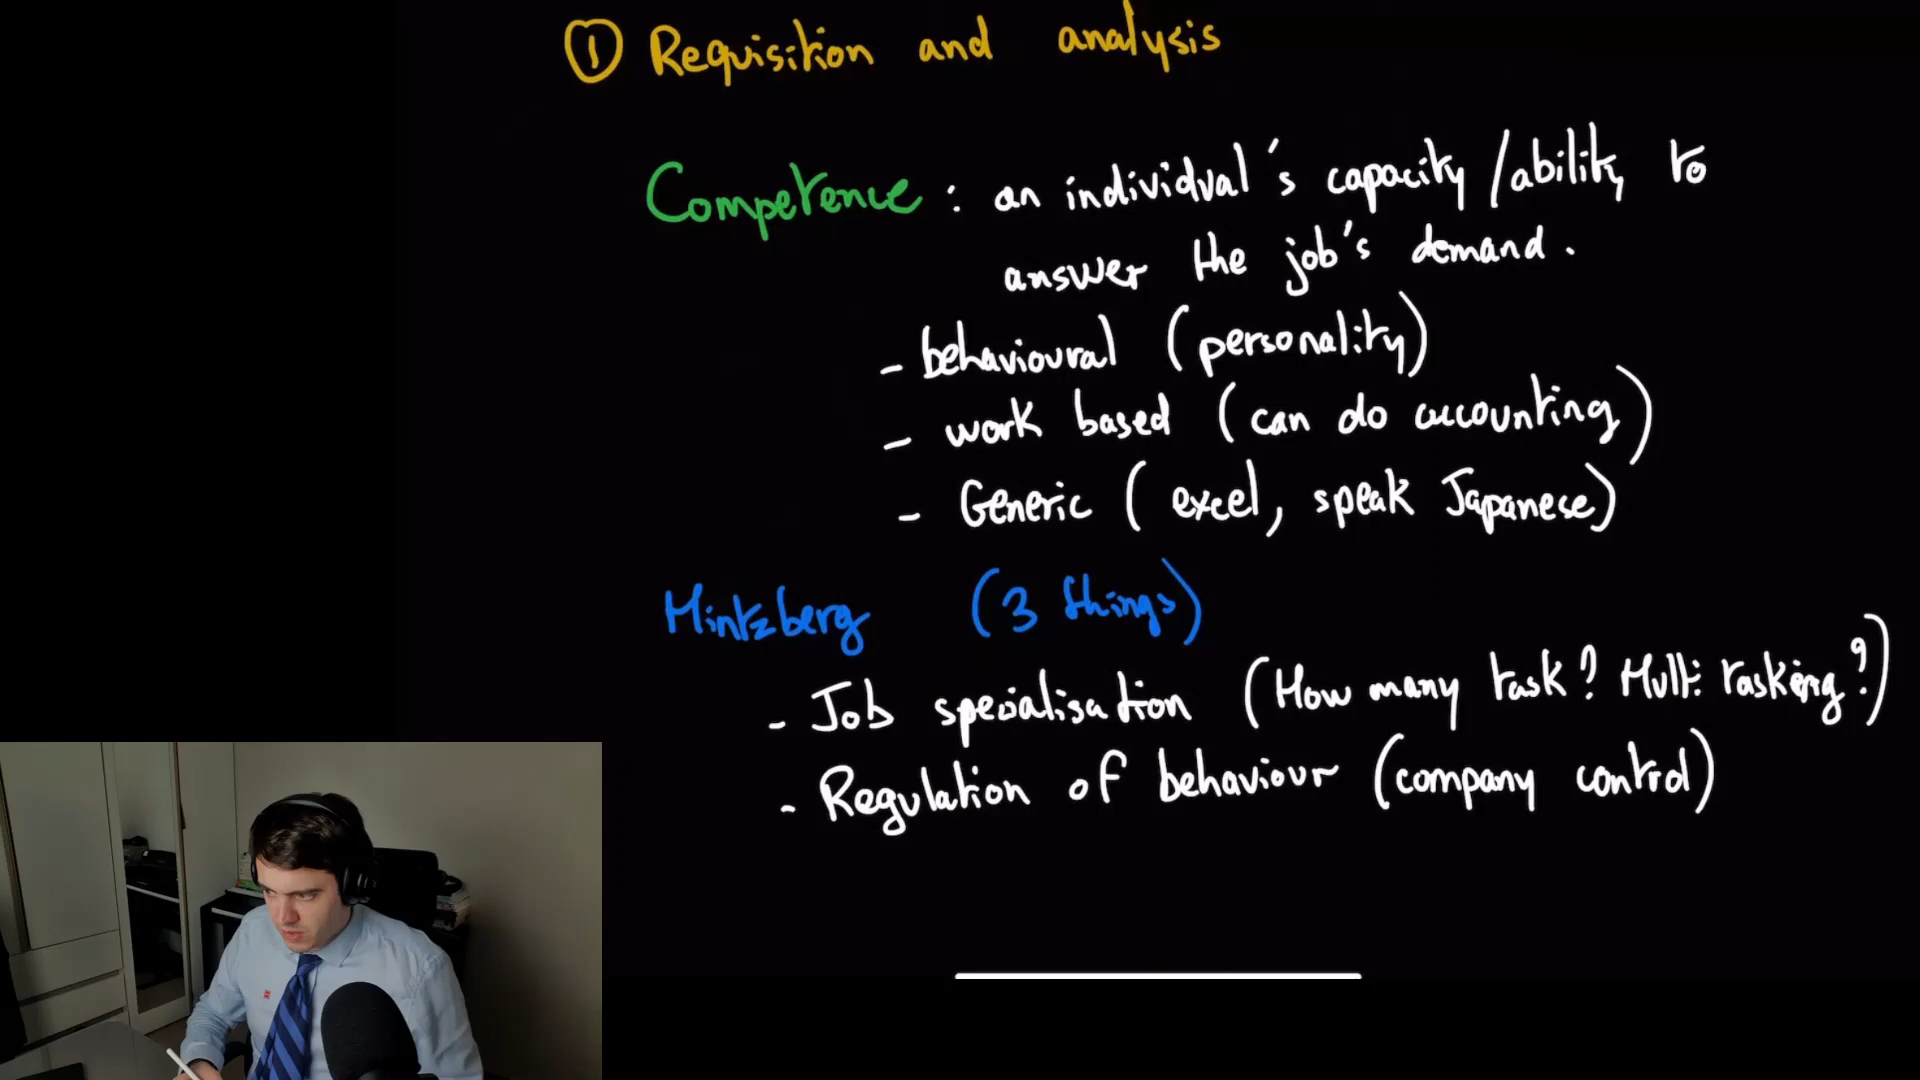 ① Requisition and analysis
Competence : an individual's capacity /ability to
answer the job's demand.
- behavioural (personality)
- work based (can do accounting)
- Generic (excel, speak Japanese)
Mintzberg (3 things)
- Job specialisation (How many task? Multi tasking?)
- Regulation of behaviour (company control)